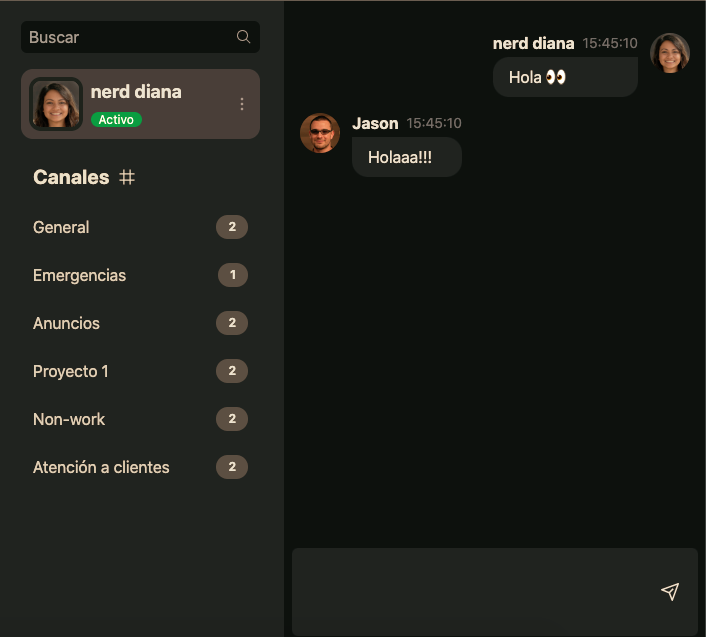 Buscar
nerd diana
Activo
Canales
General 2
Emergencias 1
Anuncios 2
Proyecto 1 2
Non-work 2
Atención a clientes 2
nerd diana 15:45:10
Hola 👀
Jason 15:45:10
Holaaa!!!